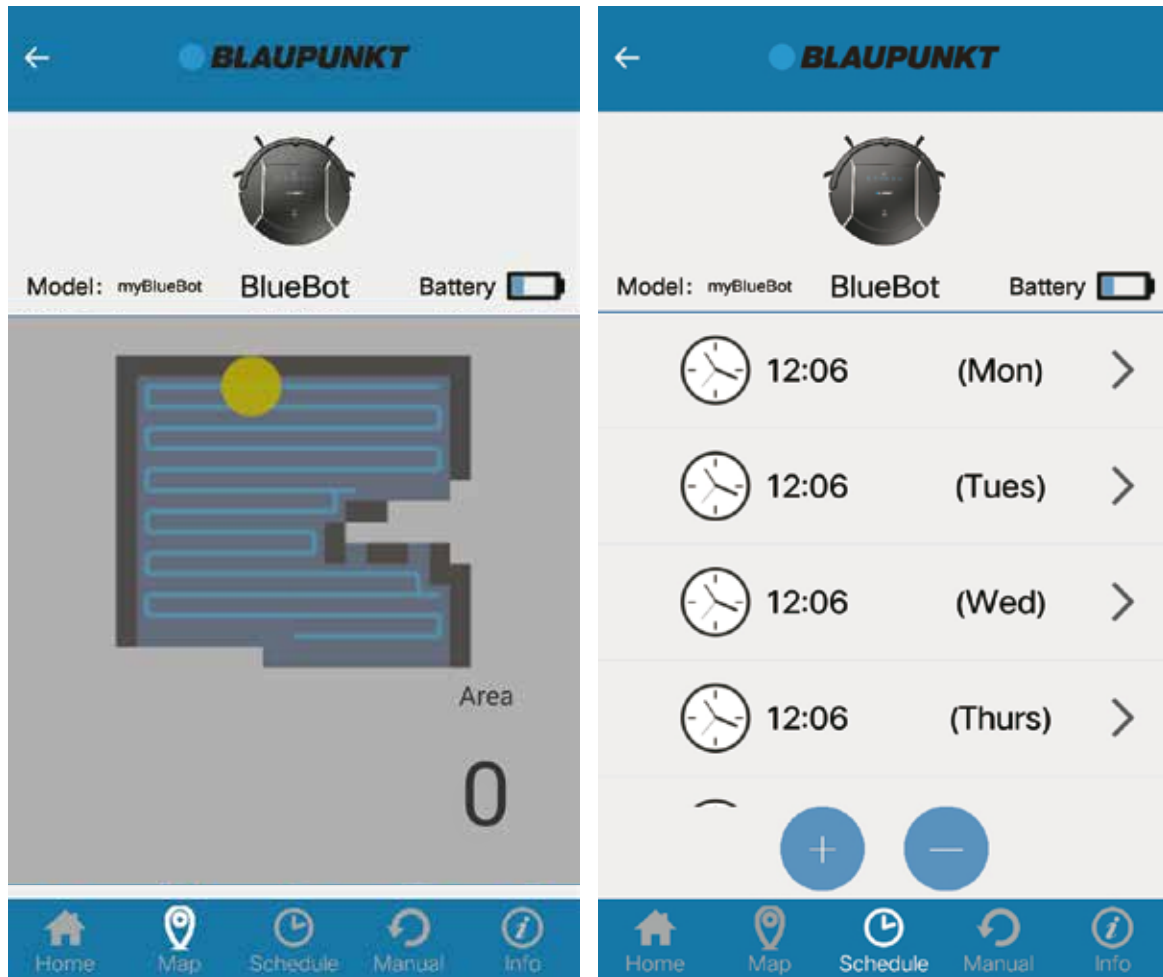 BLAUPUNKT
Model: myBlueBot BlueBot Battery
Area
0
Home Map Schedule Manual Info
BLAUPUNKT
Model: myBlueBot BlueBot Battery
12:06 (Mon)
12:06 (Tues)
12:06 (Wed)
12:06 (Thurs)
Home Map Schedule Manual Info